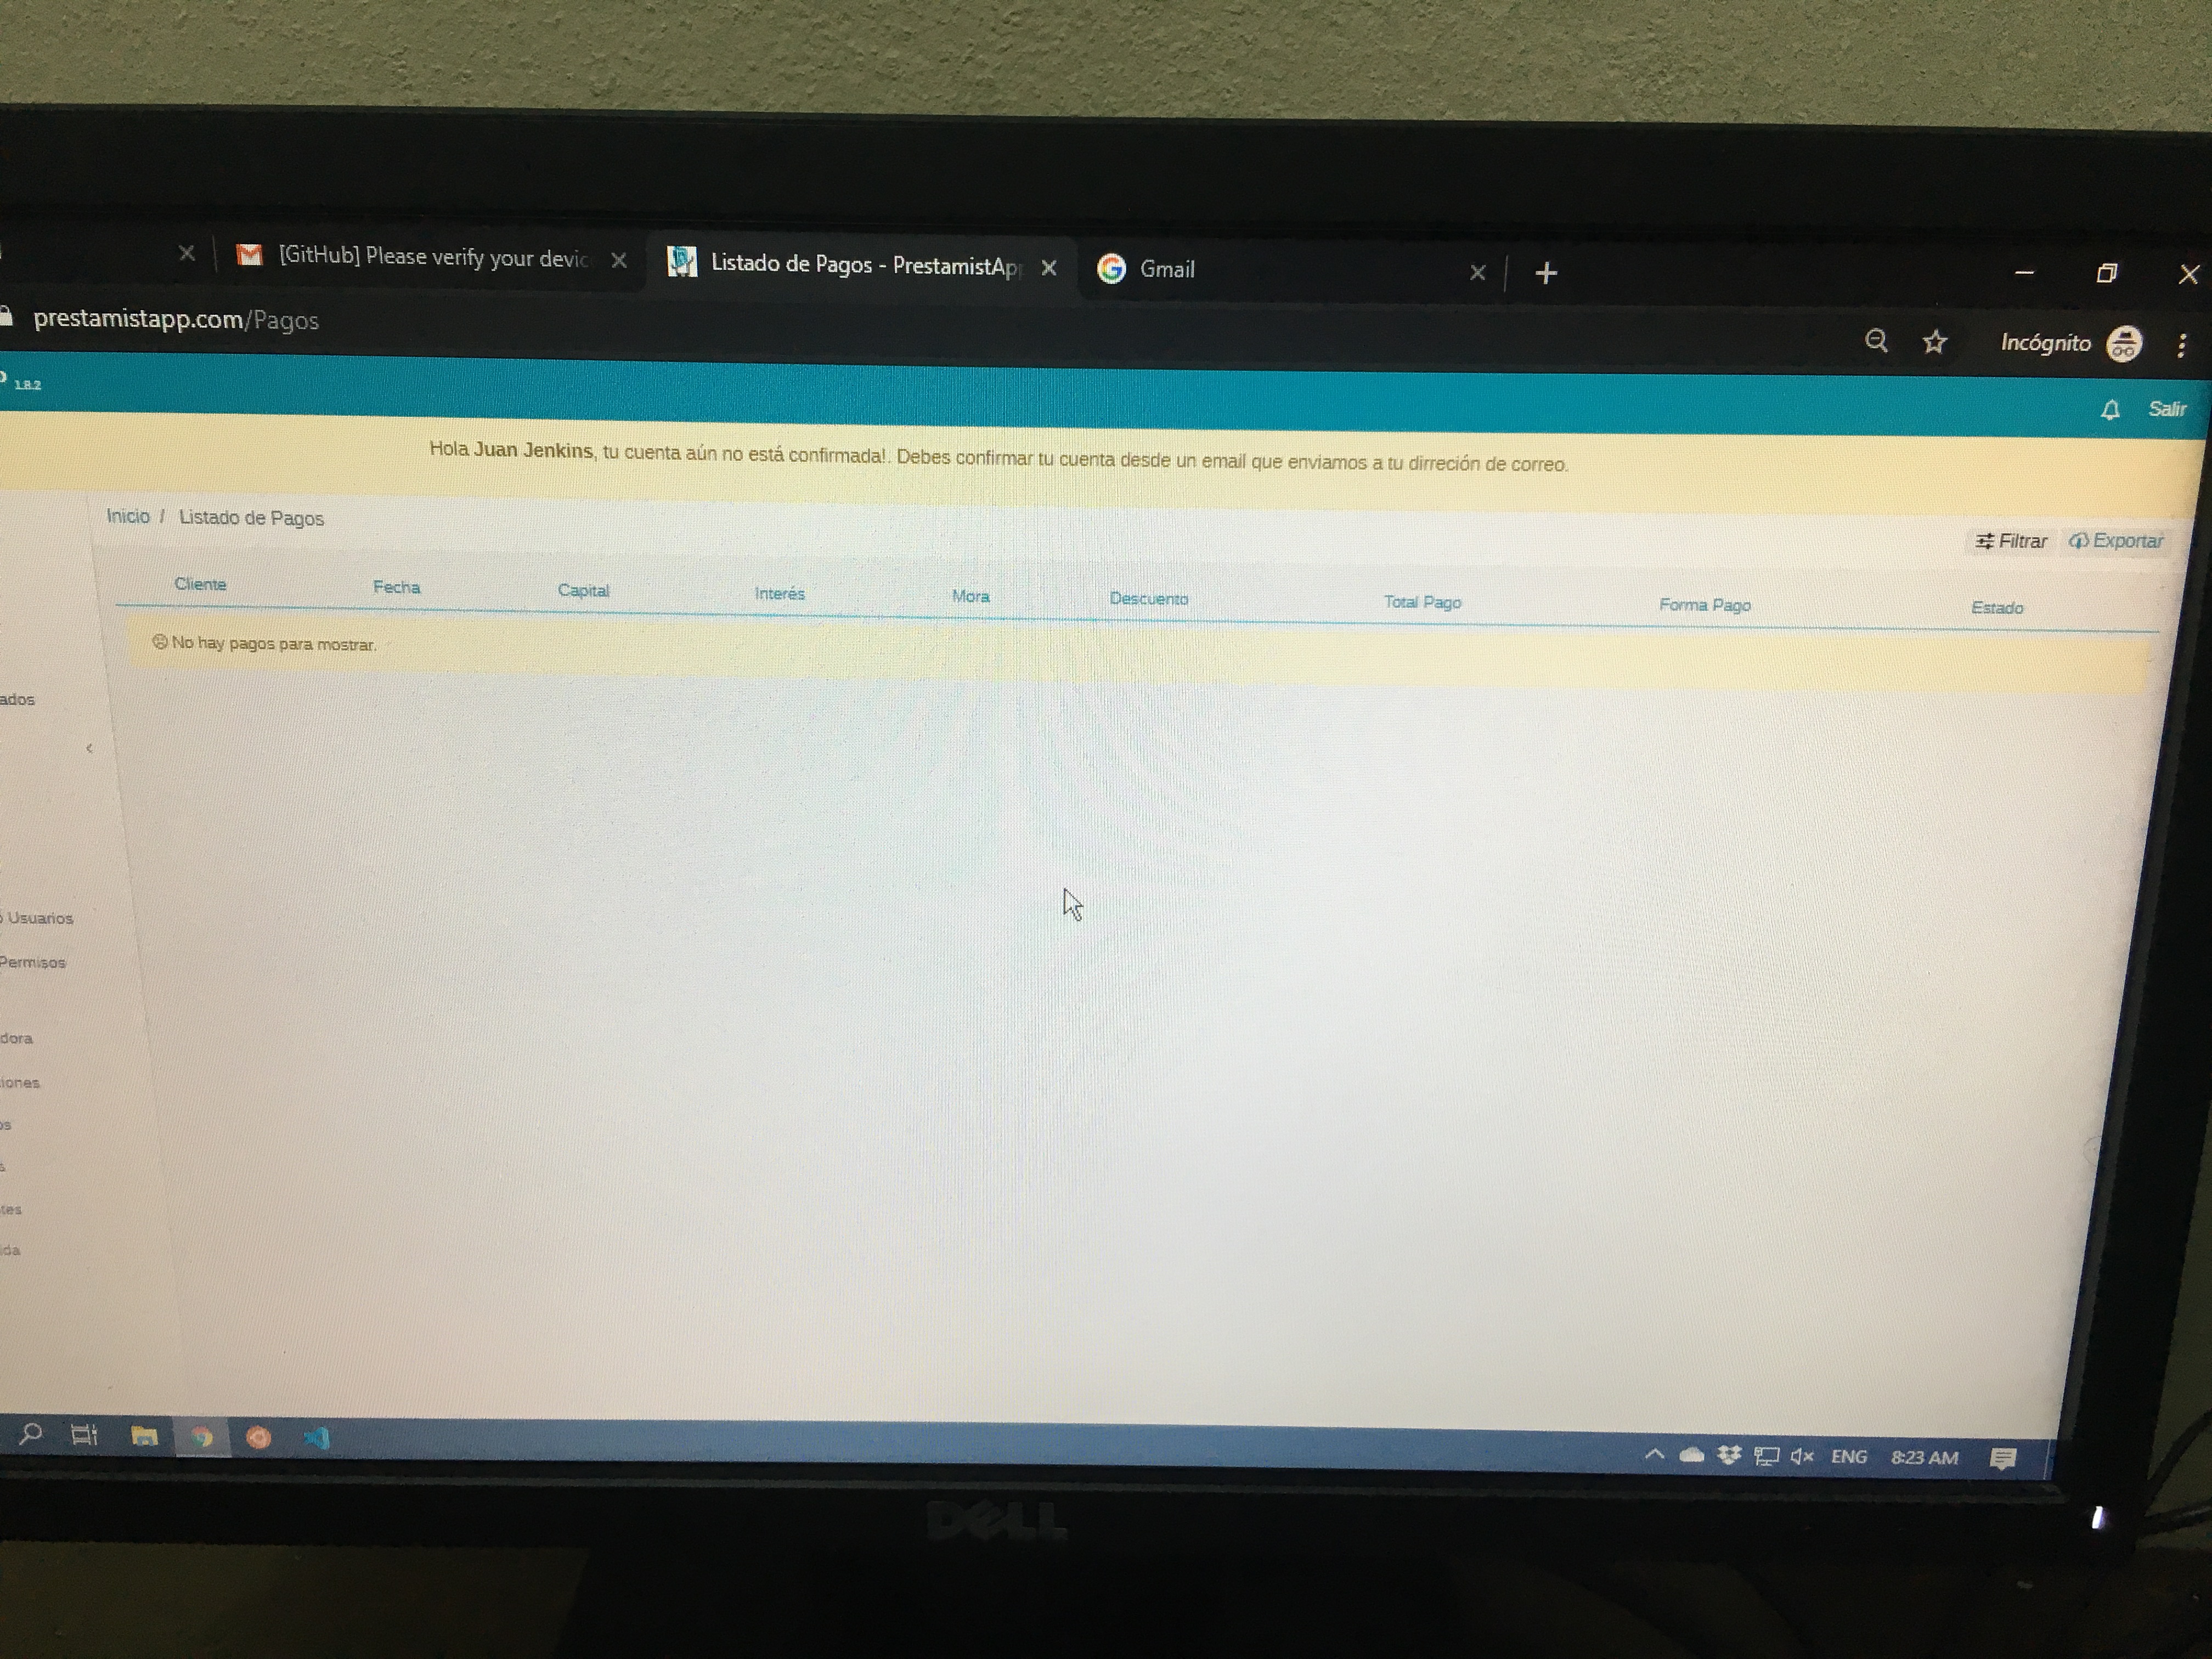 [GitHub] Please verify your devic
Listado de Pagos - PrestamistAp
Gmail
prestamistapp.com/Pagos
Incógnito
1.8.2
Salir
Hola Juan Jenkins, tu cuenta aún no está confirmada!. Debes confirmar tu cuenta desde un email que enviamos a tu dirreción de correo.
Inicio / Listado de Pagos
Filtrar Exportar
Cliente Fecha Capital Interés Mora Descuento Total Pago Forma Pago Estado
No hay pagos para mostrar.
ados
Usuarios
Permisos
dora
iones
os
s
tes
ida
ENG 8:23 AM
DELL